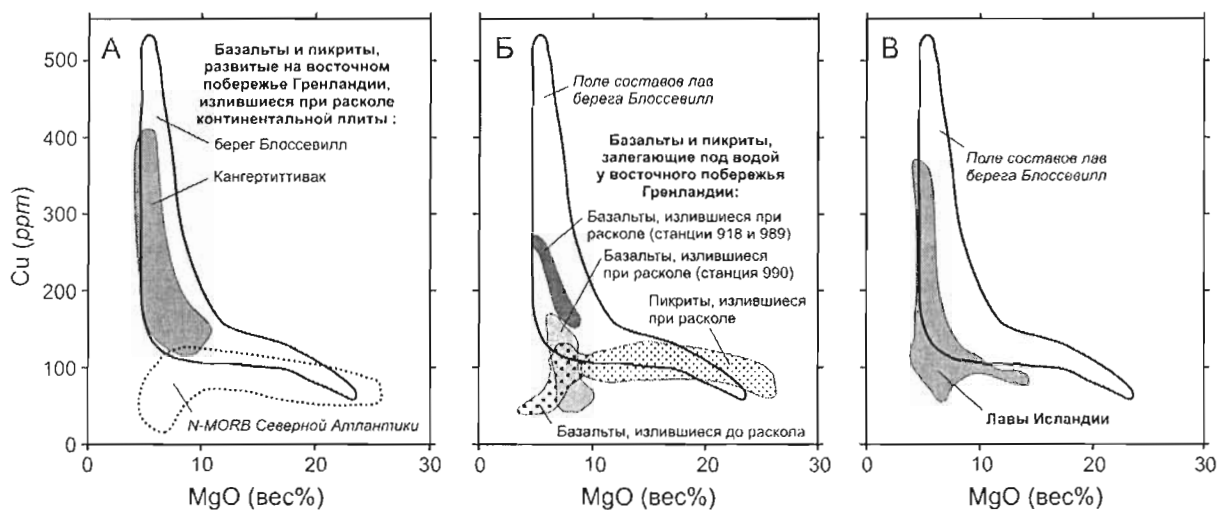 А
Базальты и пикриты,
развитые на восточном
побережье Гренландии,
излившиеся при расколе
континентальной плиты :
берег Блоссевилл
Кангертиттивак
N-MORB Северной Атлантики
500
400
300
200
100
0
Cu (ppm)
0 10 20 30
MgO (вес%)
Б
Поле составов лав
берега Блоссевилл
Базальты и пикриты,
залегающие под водой
у восточного побережья
Гренландии:
Базальты, излившиеся при
расколе (станции 918 и 989)
Базальты, излившиеся
при расколе (станция 990)
Пикриты, излившиеся
при расколе
Базальты, излившиеся до раскола
0 10 20 30
MgO (вес%)
В
Поле составов лав
берега Блоссевилл
Лавы Исландии
0 10 20 30
MgO (вес%)